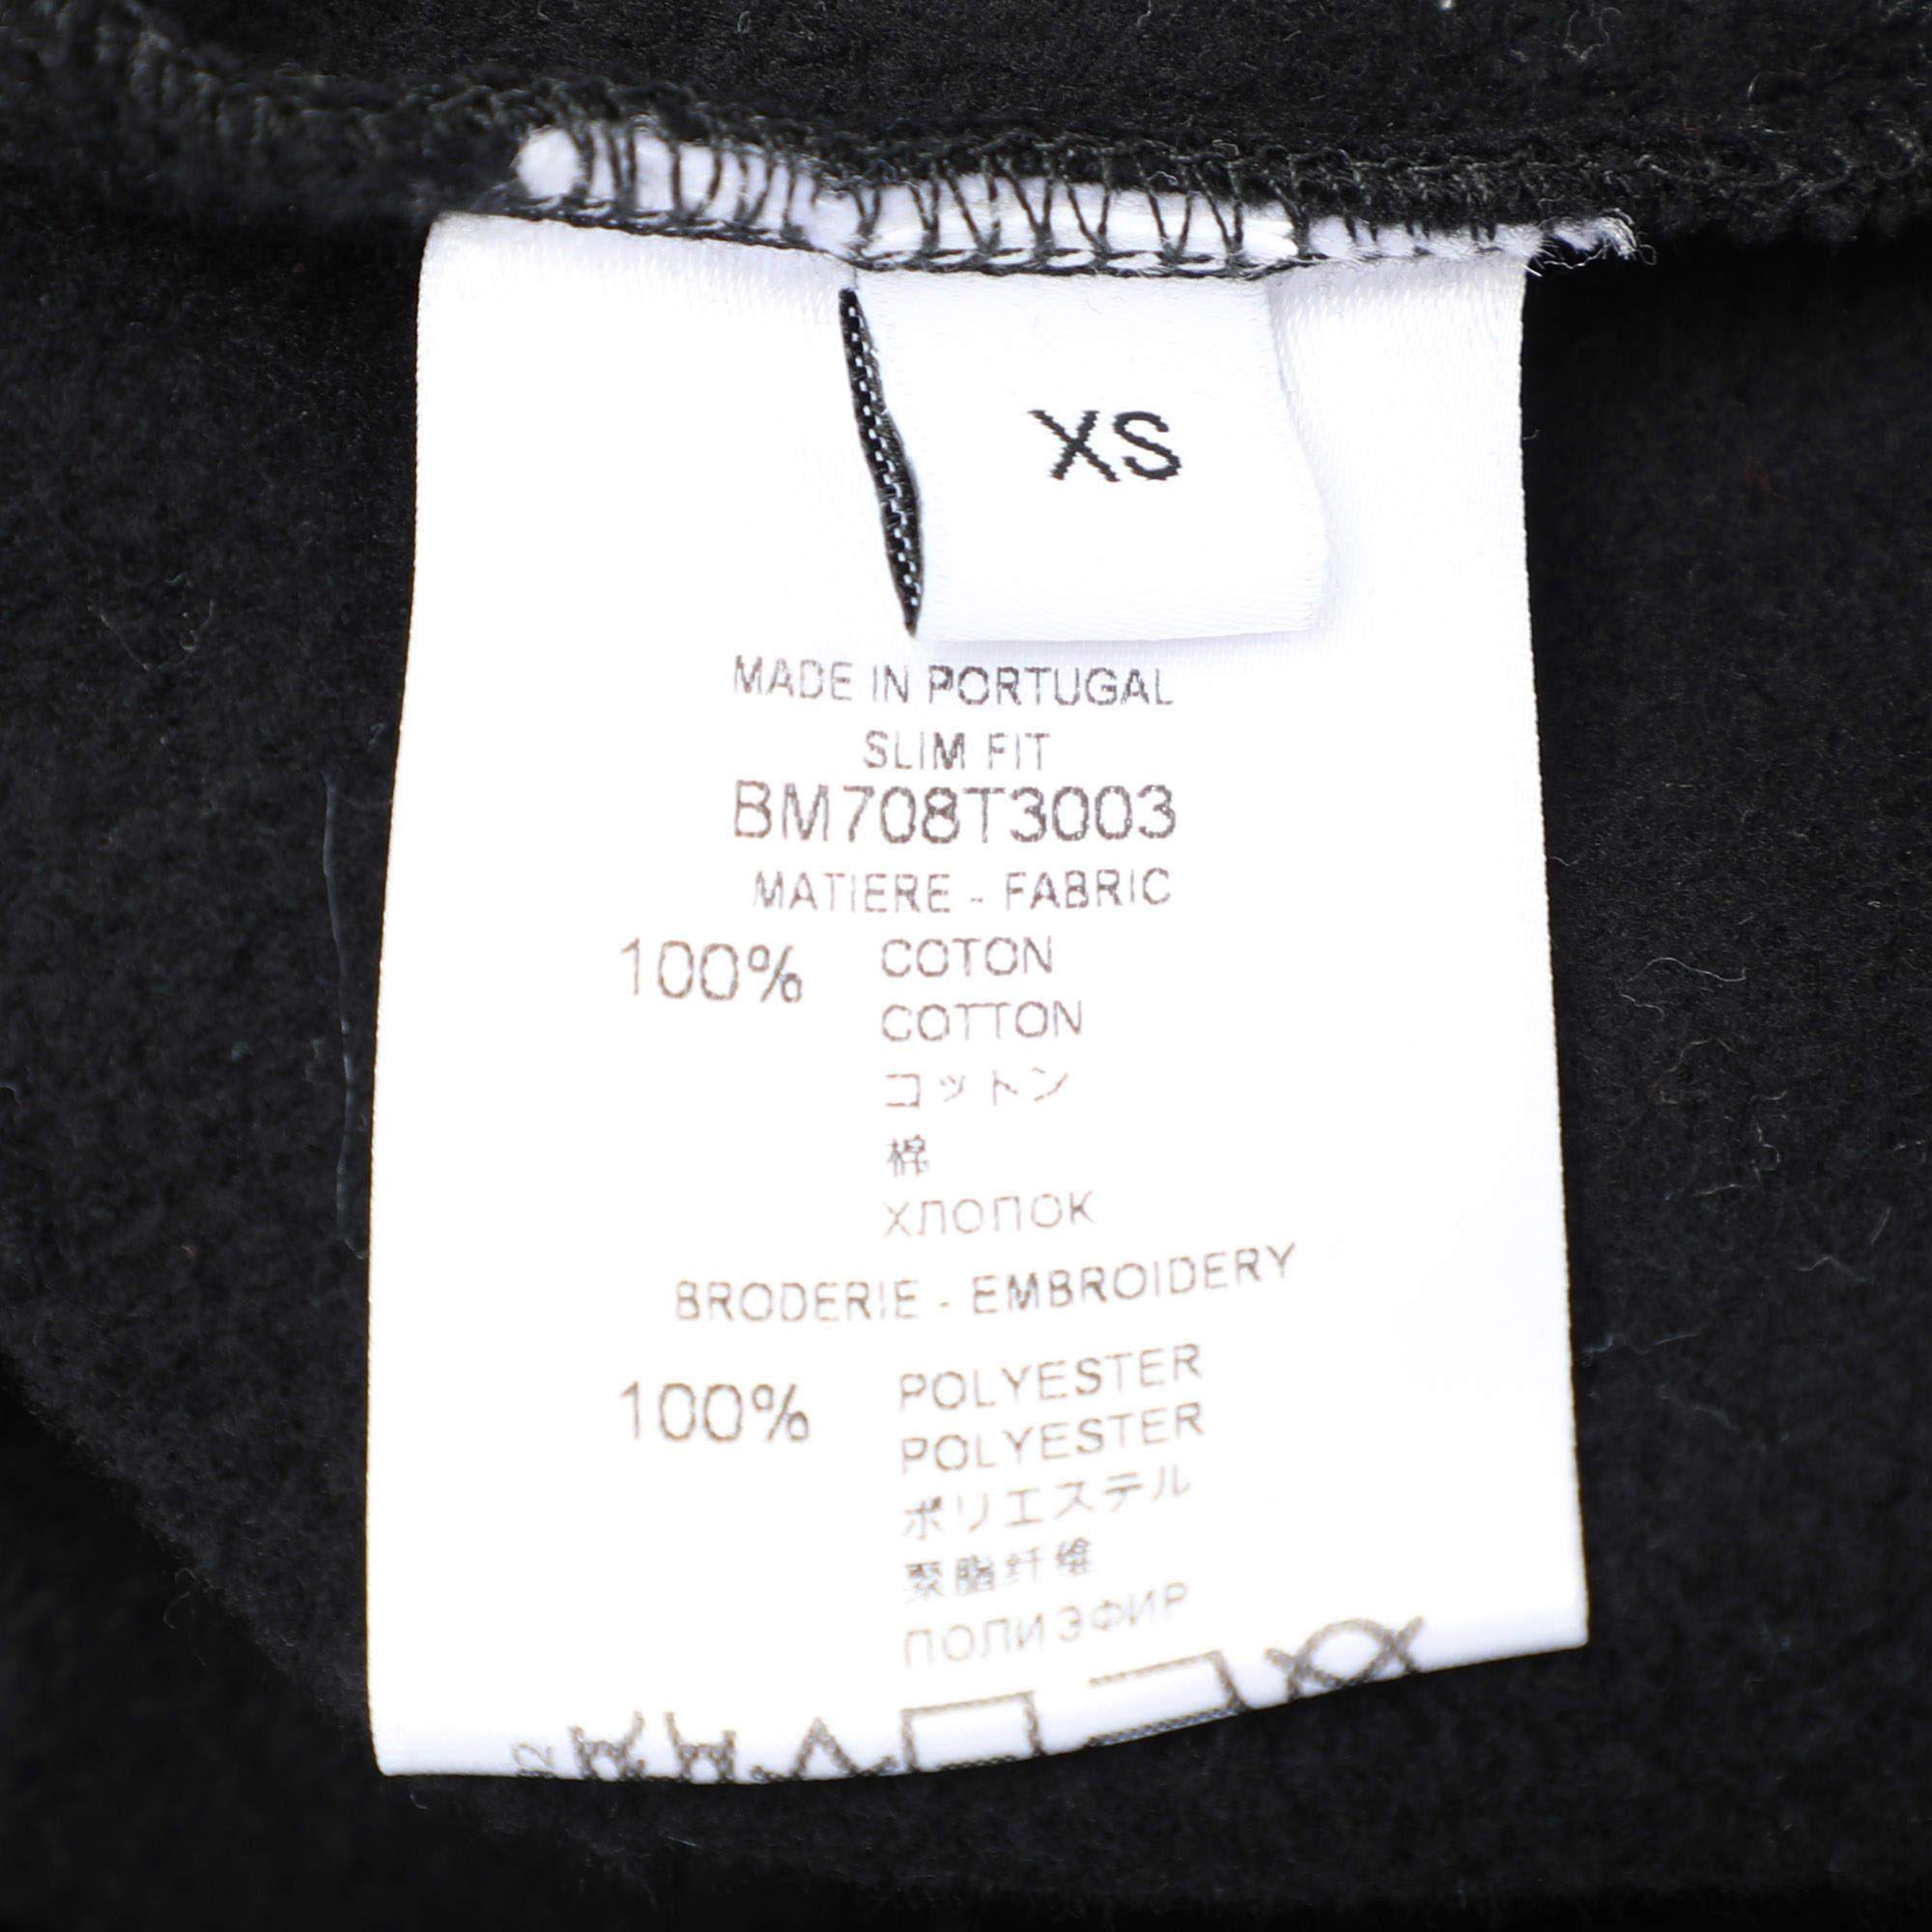 XS
MADE IN PORTUGAL
SLIM FIT
BM708T3003
MATIERE - FABRIC
100% COTON
COTTON
コットン
棉
ХЛОПОК
BRODERIE - EMBROIDERY
100% POLYESTER
POLYESTER
ポリエステル
聚脂纤维
ПОЛИЭФИР